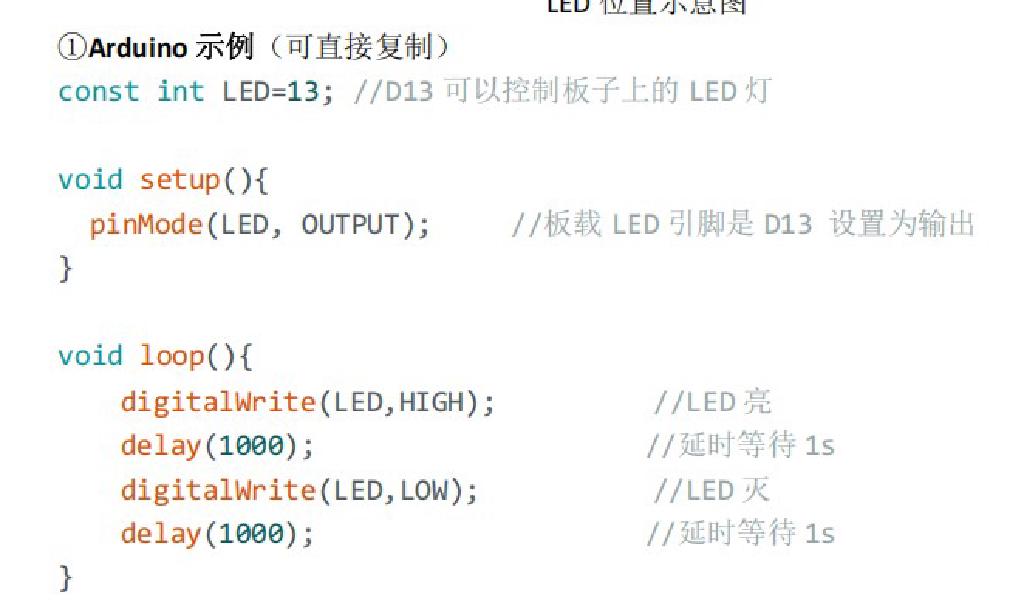 LED 位置示意图
①Arduino 示例（可直接复制）
const int LED=13; //D13 可以控制板子上的 LED 灯
void setup(){
pinMode(LED, OUTPUT); //板载 LED 引脚是 D13 设置为输出
}
void loop(){
digitalWrite(LED,HIGH); //LED 亮
delay(1000); //延时等待 1s
digitalWrite(LED,LOW); //LED 灭
delay(1000); //延时等待 1s
}